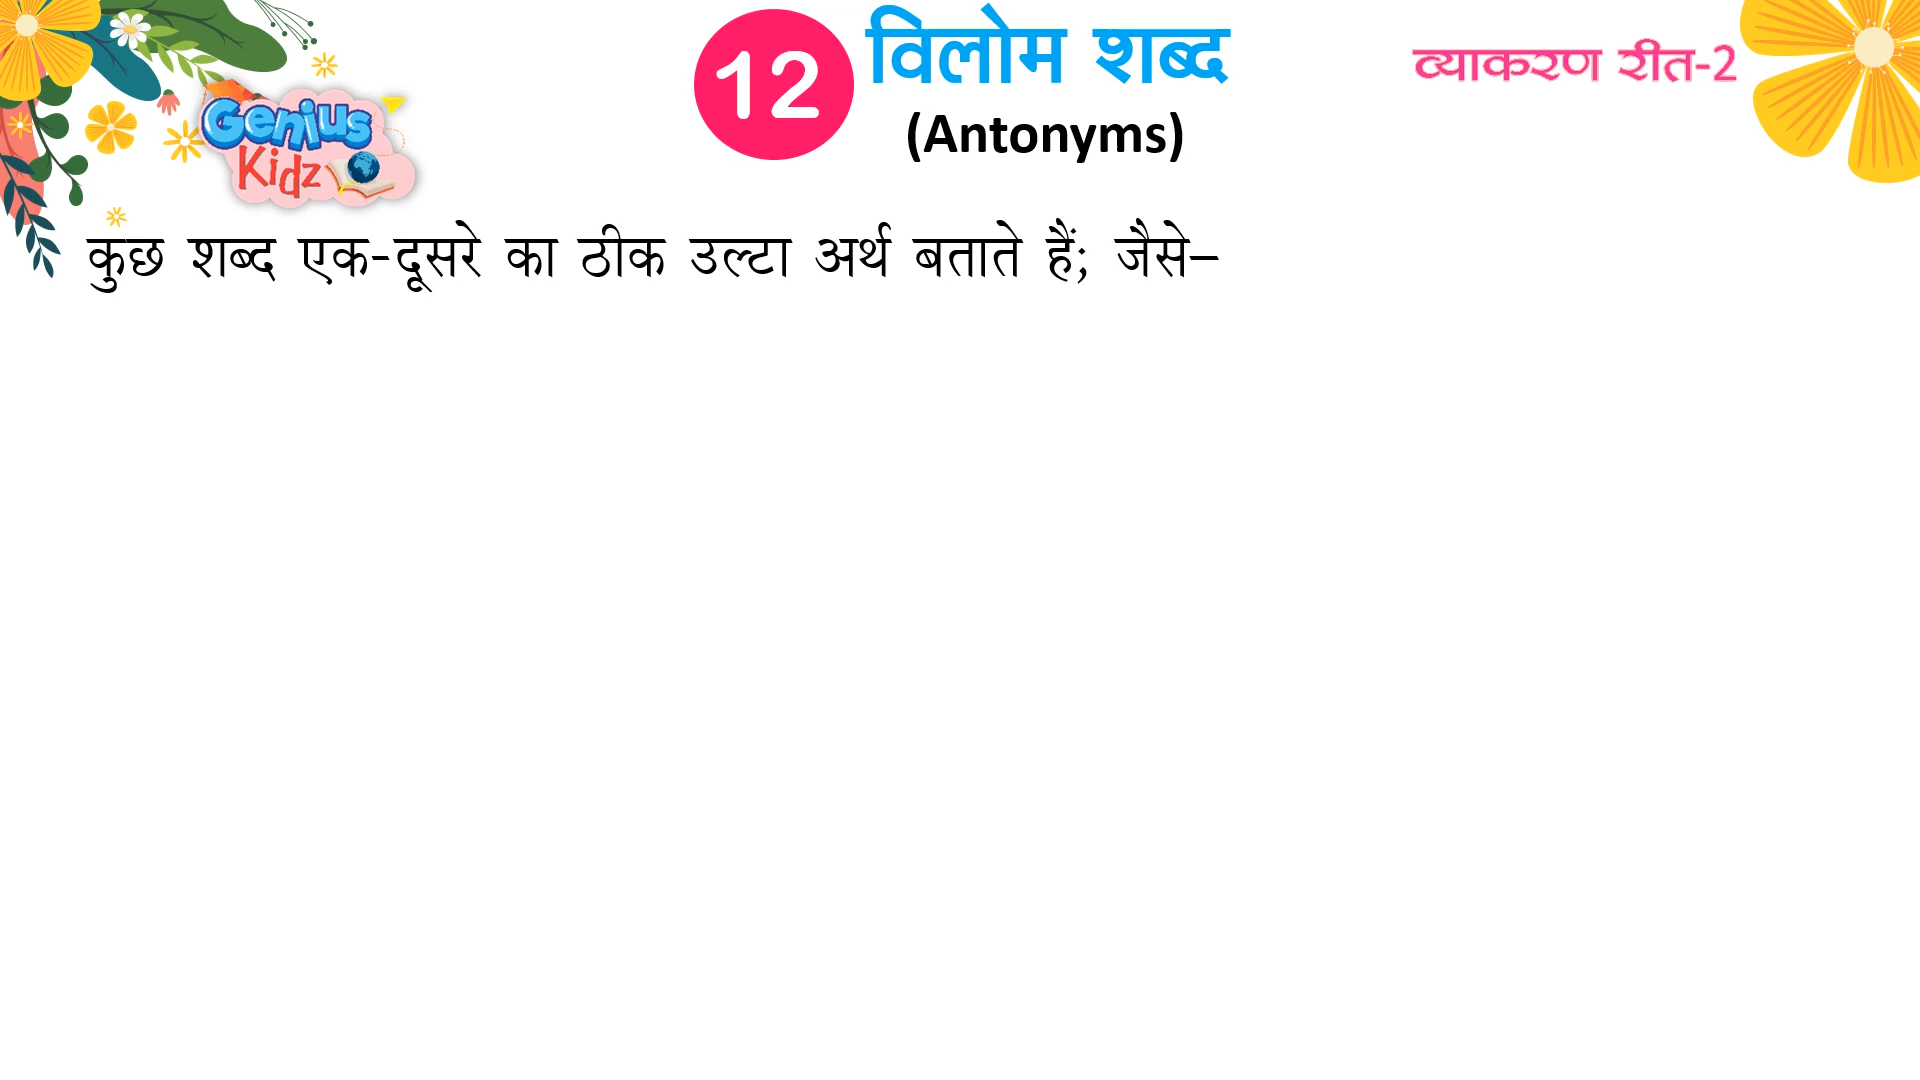 12
विलोम शब्द
(Antonyms)
व्याकरण रीत-2
Genius
Kidz
कुछ शब्द एक-दूसरे का ठीक उल्टा अर्थ बताते हैं; जैसे–